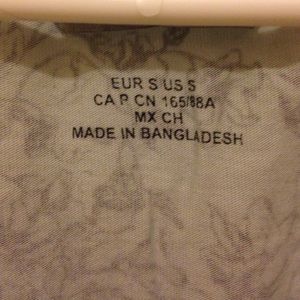 EUR S US S
CA P CN 165/88A
MX CH
MADE IN BANGLADESH